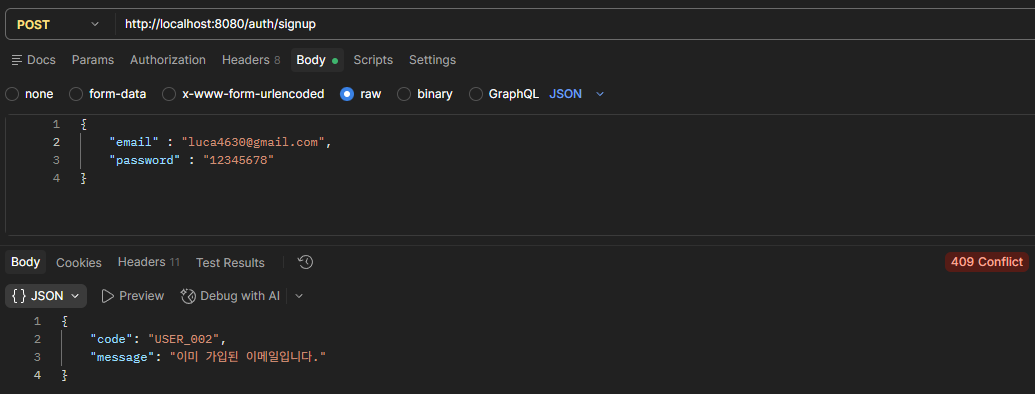 POST http://localhost:8080/auth/signup
Docs Params Authorization Headers 8 Body Scripts Settings
none form-data x-www-form-urlencoded raw binary GraphQL JSON
1 {
2 "email" : "luca4630@gmail.com",
3 "password" : "12345678"
4 }
Body Cookies Headers 11 Test Results 409 Conflict
{} JSON Preview Debug with AI
1 {
2 "code": "USER_002",
3 "message": "이미 가입된 이메일입니다."
4 }